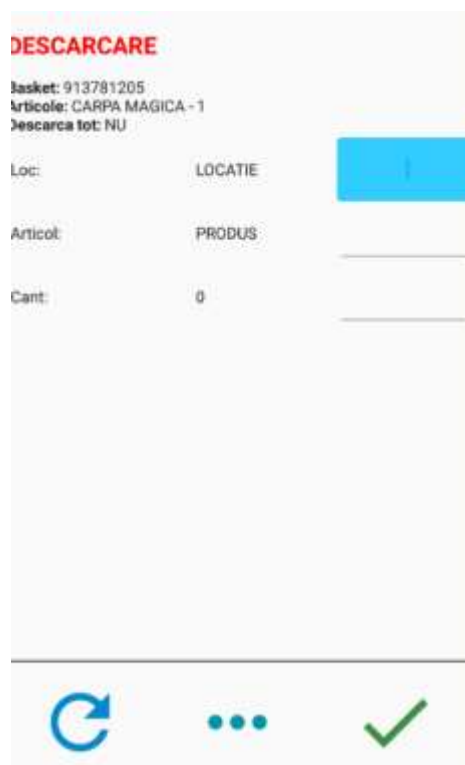 DESCARCARE
Basket: 913781205
Articole: CARPA MAGICA - 1
Descarca tot: NU
Loc: LOCATIE
Articol: PRODUS
Cant: 0